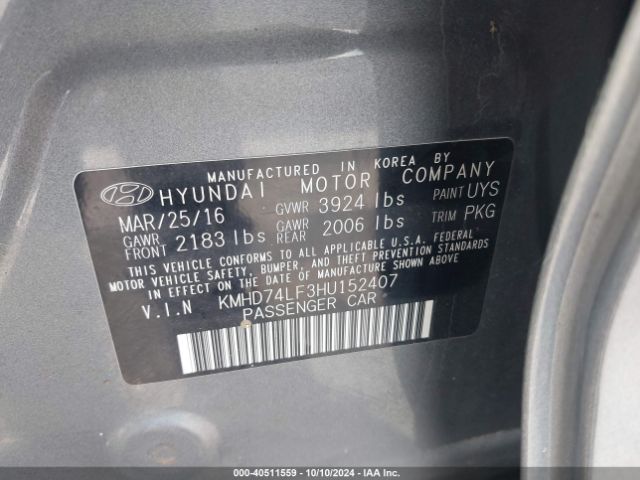 MANUFACTURED IN KOREA BY
HYUNDAI MOTOR COMPANY
MAR/25/16 GVWR 3924 lbs PAINT UYS
GAWR FRONT 2183 lbs GAWR REAR 2006 lbs TRIM PKG
THIS VEHICLE CONFORMS TO ALL APPLICABLE U.S.A. FEDERAL
MOTOR VEHICLE SAFETY, BUMPER, AND THEFT PREVENTION STANDARDS
IN EFFECT ON THE DATE OF MANUFACTURE SHOWN ABOVE.
V.I.N KMHD74LF3HU152407
PASSENGER CAR
000-40511559 - 10/10/2024 - IAA Inc.